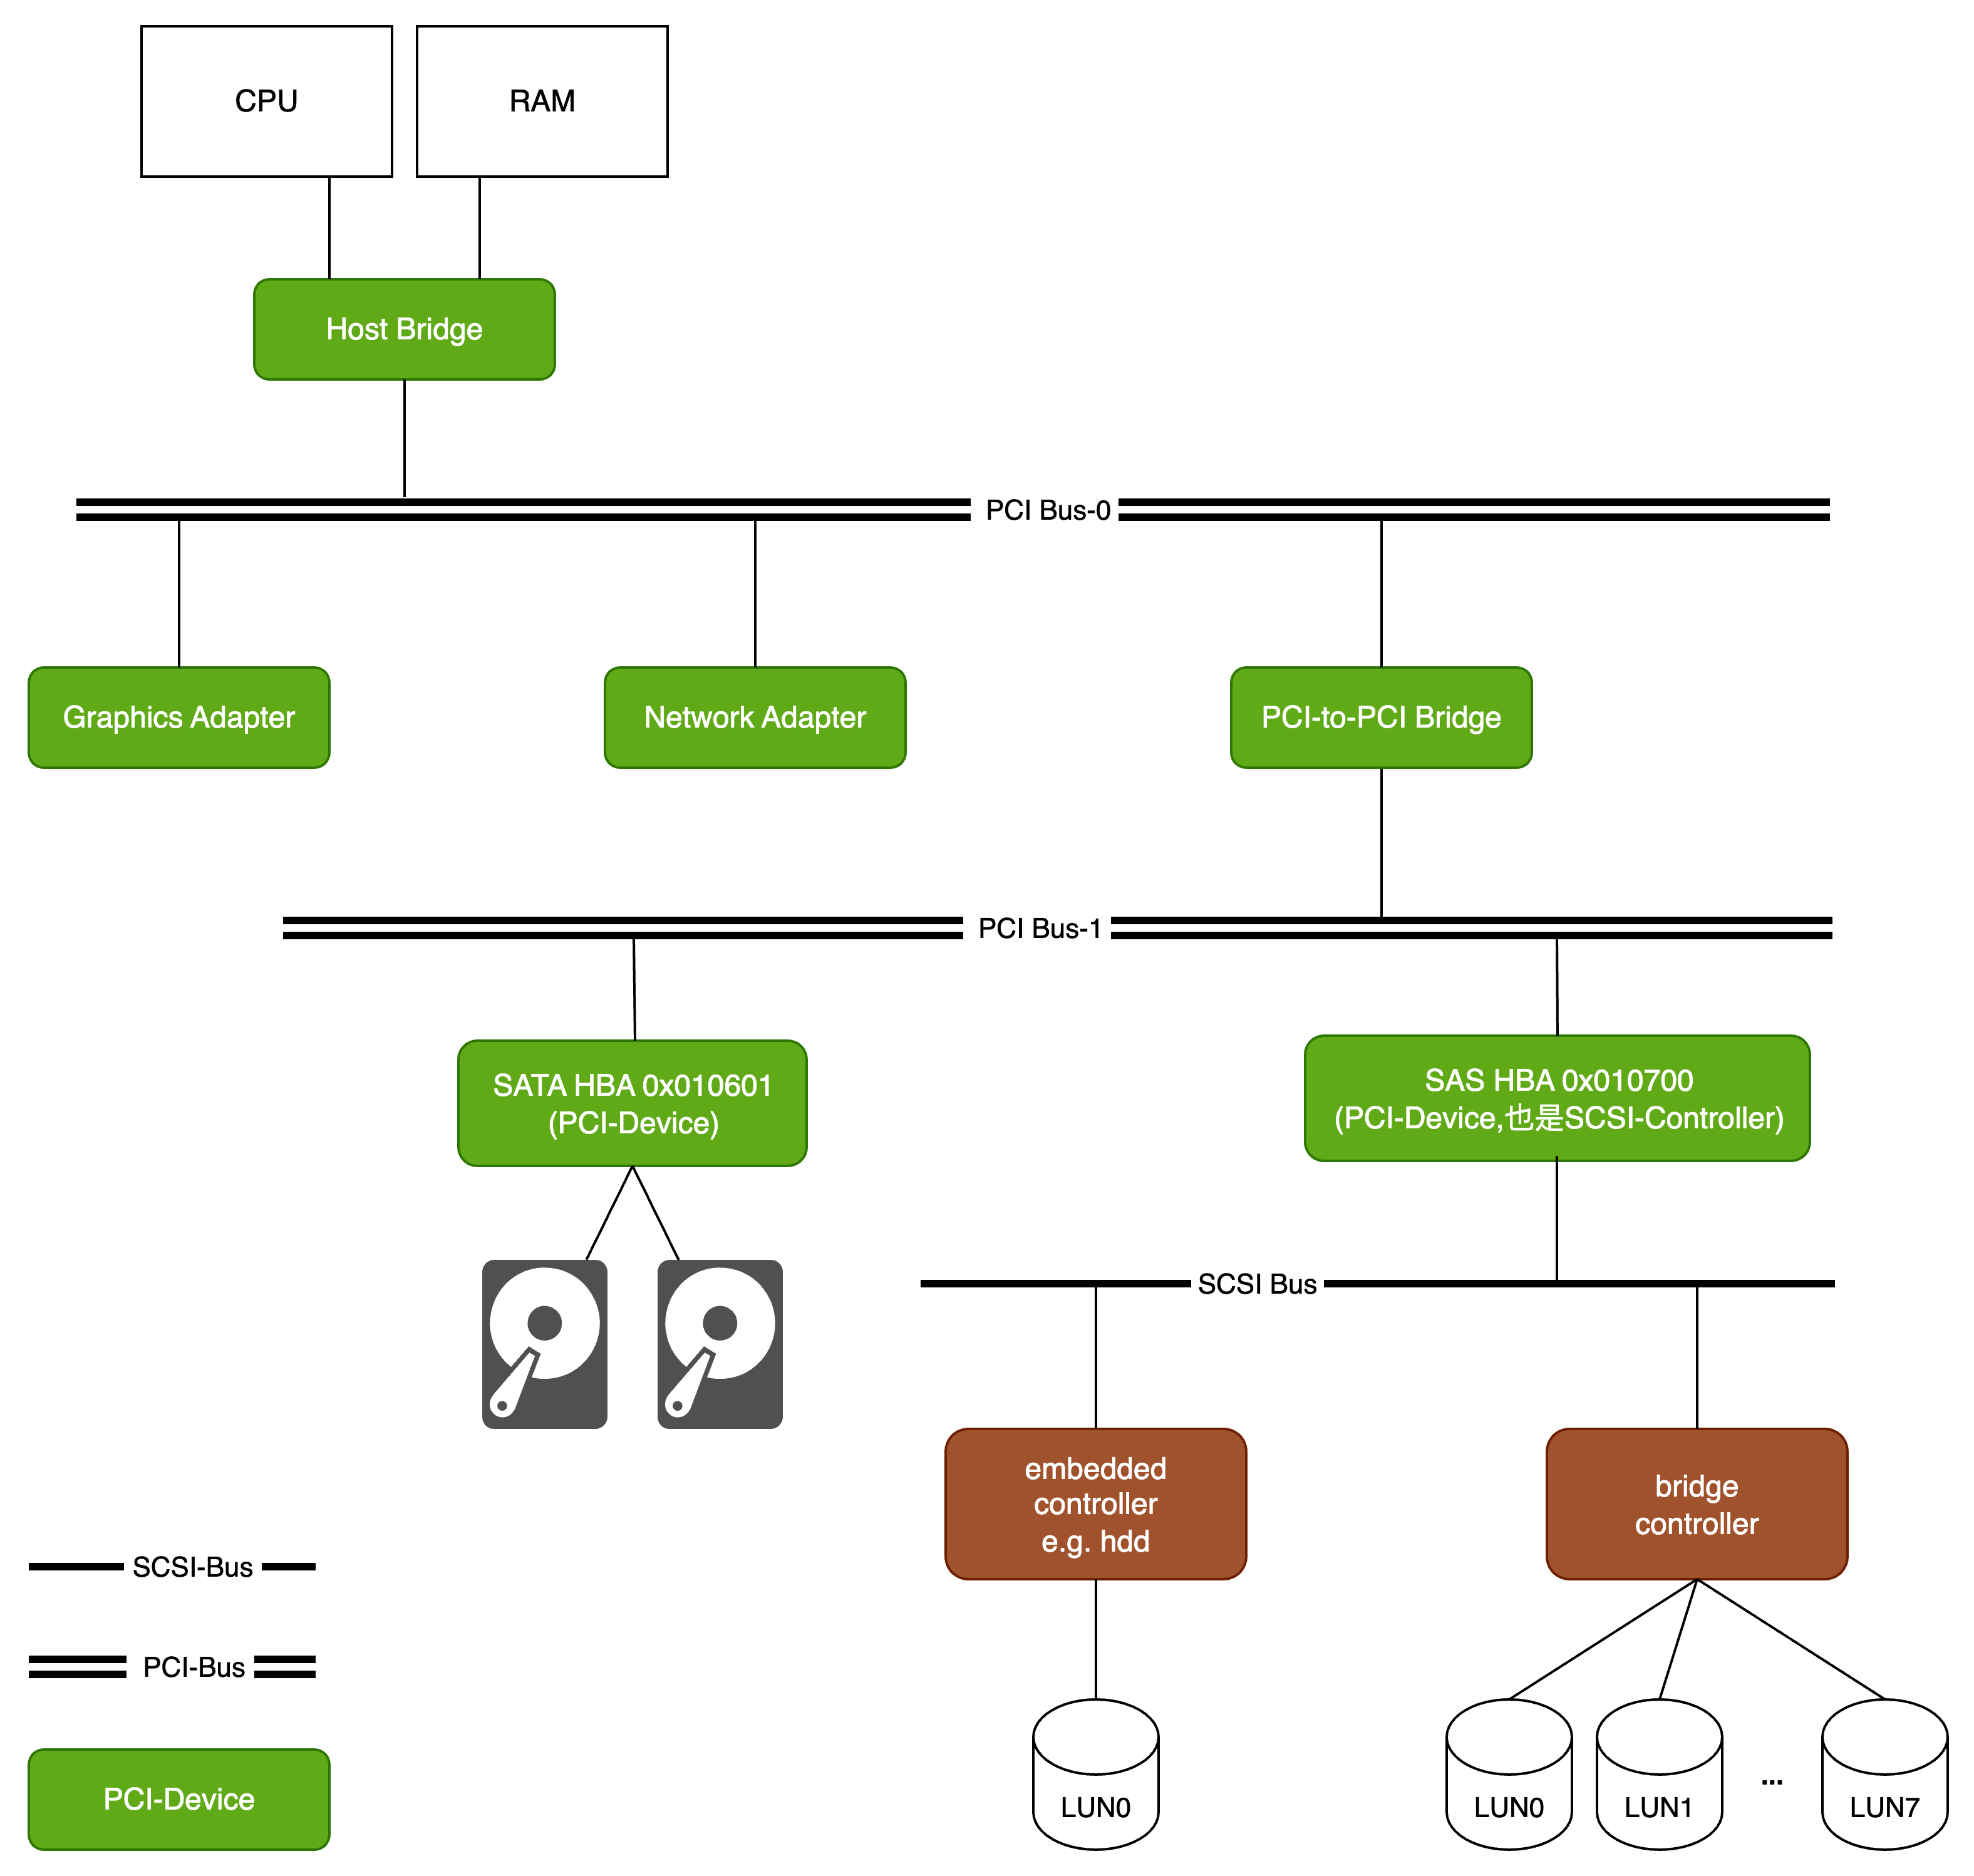 CPU
RAM
Host Bridge
PCI Bus-0
Graphics Adapter
Network Adapter
PCI-to-PCI Bridge
PCI Bus-1
SATA HBA 0x010601
(PCI-Device)
SAS HBA 0x010700
(PCI-Device,也是SCSI-Controller)
SCSI Bus
embedded
controller
e.g. hdd
bridge
controller
SCSI-Bus
PCI-Bus
PCI-Device
LUN0
LUN0
LUN1
...
LUN7